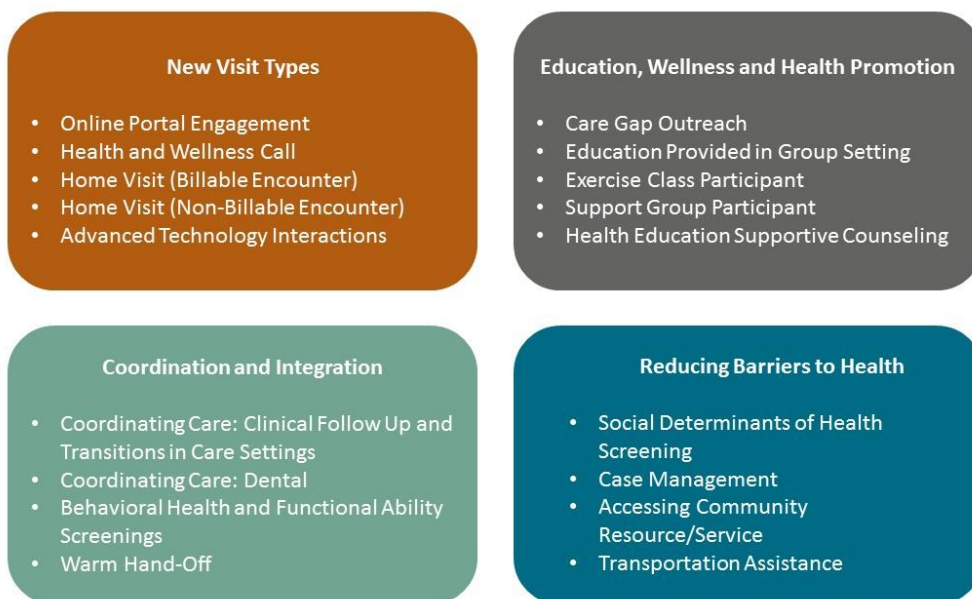 New Visit Types
• Online Portal Engagement
• Health and Wellness Call
• Home Visit (Billable Encounter)
• Home Visit (Non-Billable Encounter)
• Advanced Technology Interactions
Education, Wellness and Health Promotion
• Care Gap Outreach
• Education Provided in Group Setting
• Exercise Class Participant
• Support Group Participant
• Health Education Supportive Counseling
Coordination and Integration
• Coordinating Care: Clinical Follow Up and
Transitions in Care Settings
• Coordinating Care: Dental
• Behavioral Health and Functional Ability
Screenings
• Warm Hand-Off
Reducing Barriers to Health
• Social Determinants of Health
Screening
• Case Management
• Accessing Community
Resource/Service
• Transportation Assistance